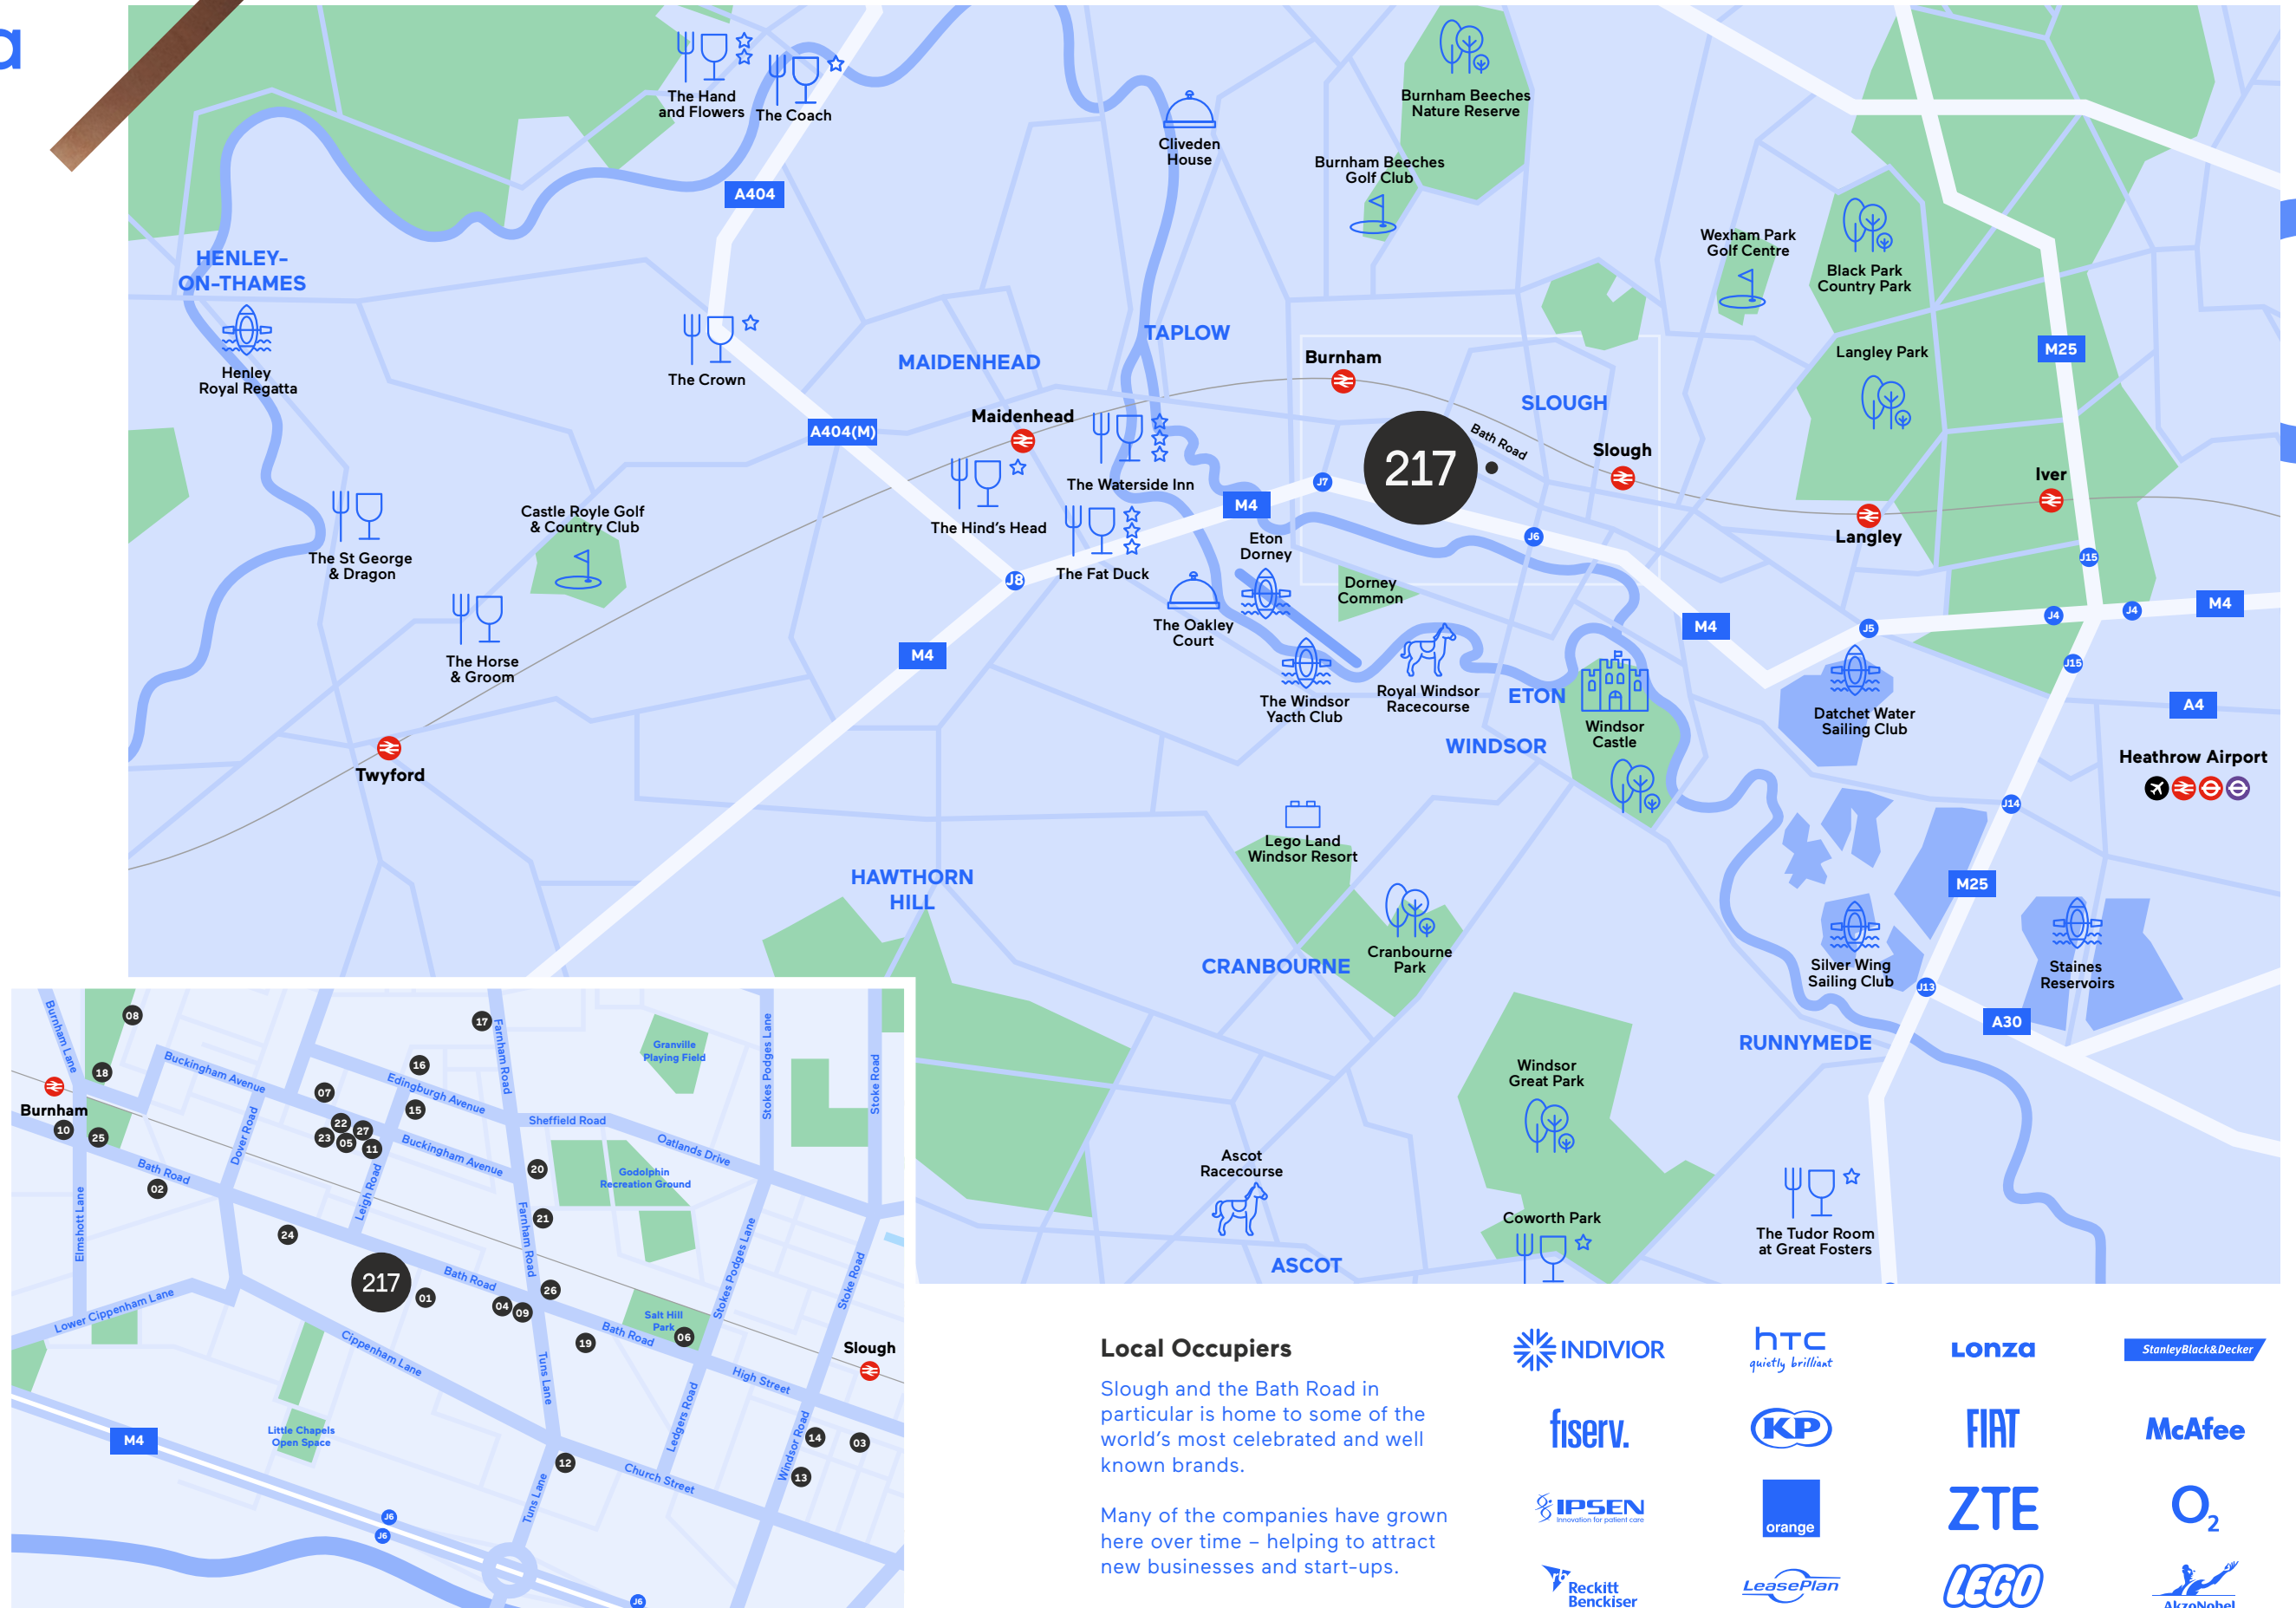 a
The Hand
and Flowers
The Coach
Burnham Beeches
Nature Reserve
Cliveden
House
Burnham Beeches
Golf Club
A404
Wexham Park
Golf Centre
Black Park
Country Park
HENLEY-
ON-THAMES
Henley
Royal Regatta
The Crown
TAPLOW
MAIDENHEAD
Burnham
Langley Park
M25
SLOUGH
A404(M)
Maidenhead
Bath Road
217
Slough
Iver
The Waterside Inn
The Hind's Head
M4
J7
J6
Langley
J15
Castle Royle Golf
& Country Club
The St George
& Dragon
The Fat Duck
J8
Eton
Dorney
Dorney
Common
The Oakley
Court
M4
J5
J4
J4
M4
The Horse
& Groom
M4
J15
The Windsor
Yacth Club
Royal Windsor
Racecourse
ETON
Windsor
Castle
WINDSOR
Datchet Water
Sailing Club
A4
Heathrow Airport
Twyford
J14
Lego Land
Windsor Resort
HAWTHORN
HILL
M25
CRANBOURNE
Cranbourne
Park
Silver Wing
Sailing Club
Staines
Reservoirs
J13
A30
RUNNYMEDE
Windsor
Great Park
Ascot
Racecourse
Coworth Park
The Tudor Room
at Great Fosters
ASCOT
Burnham Lane
08
17
Farnham Road
Granville
Playing Field
Stokes Podges Lane
Stoke Road
18
Buckingham Avenue
16
Edingburgh Avenue
07
15
Burnham
10
25
Dover Road
22
27
23
05
11
Buckingham Avenue
Sheffield Road
Oatlands Drive
Bath Road
02
Elmshott Lane
Leigh Road
20
Godolphin
Recreation Ground
21
Farnham Road
24
217
Bath Road
01
04
09
26
Stokes Podges Lane
Stoke Road
Lower Cippenham Lane
Cippenham Lane
19
Salt Hill
Park
06
Bath Road
Slough
Tuns Lane
High Street
Ledgers Road
Windsor Road
14
03
13
M4
Little Chapels
Open Space
12
Church Street
Tuns Lane
J6
J6
J6
Local Occupiers
Slough and the Bath Road in
particular is home to some of the
world's most celebrated and well
known brands.
Many of the companies have grown
here over time – helping to attract
new businesses and start-ups.
INDIVIOR
hTC
quietly brilliant
Lonza
StanleyBlack&Decker
fiserv.
KP
FIAT
McAfee
IPSEN
Innovation for patient care
orange
ZTE
O2
rb
Reckitt
Benckiser
LeasePlan
LEGO
AkzoNobel